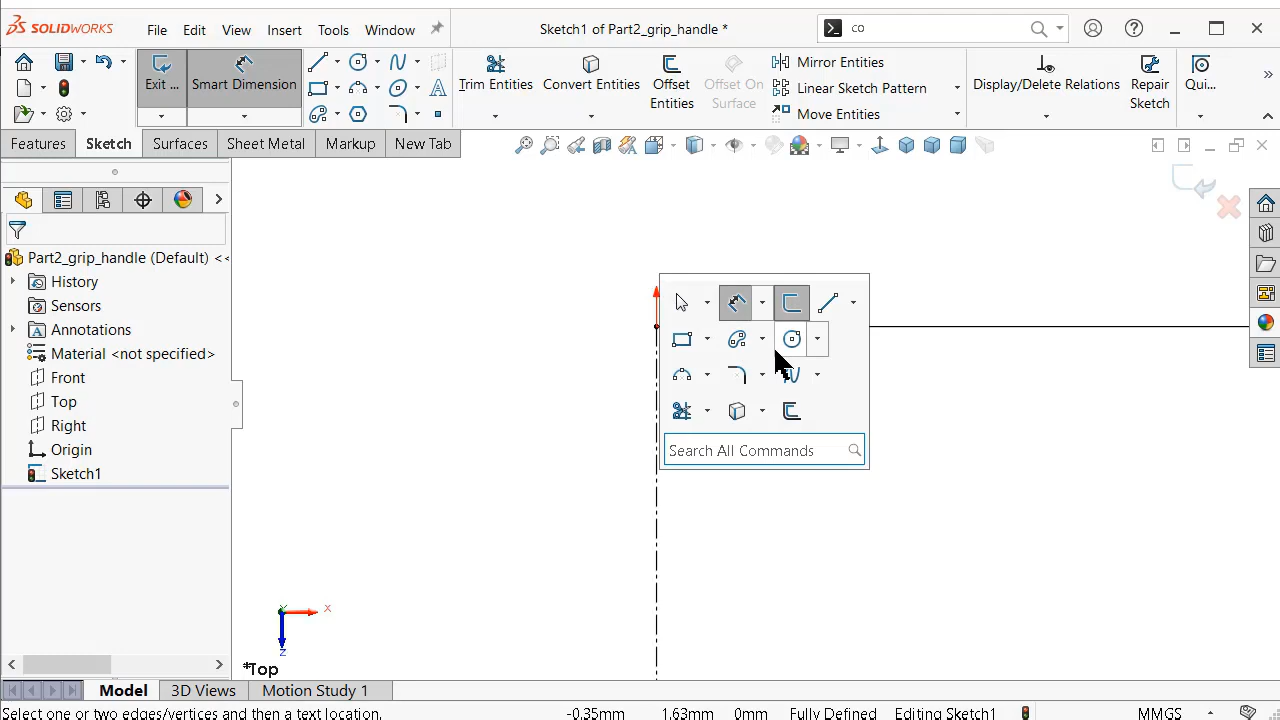 SOLIDWORKS
File Edit View Insert Tools Window
Sketch1 of Part2_grip_handle *
co
Exit ...
Smart Dimension
Trim Entities
Convert Entities
Offset
Entities
Offset On
Surface
Mirror Entities
Linear Sketch Pattern
Move Entities
Display/Delete Relations
Repair
Sketch
Qui...
Features Sketch Surfaces Sheet Metal Markup New Tab
Part2_grip_handle (Default) <<
History
Sensors
Annotations
Material <not specified>
Front
Top
Right
Origin
Sketch1
Search All Commands
Y
X
Z
*Top
Model 3D Views Motion Study 1
Select one or two edges/vertices and then a text location. -0.35mm 1.63mm 0mm Fully Defined Editing Sketch1 MMGS